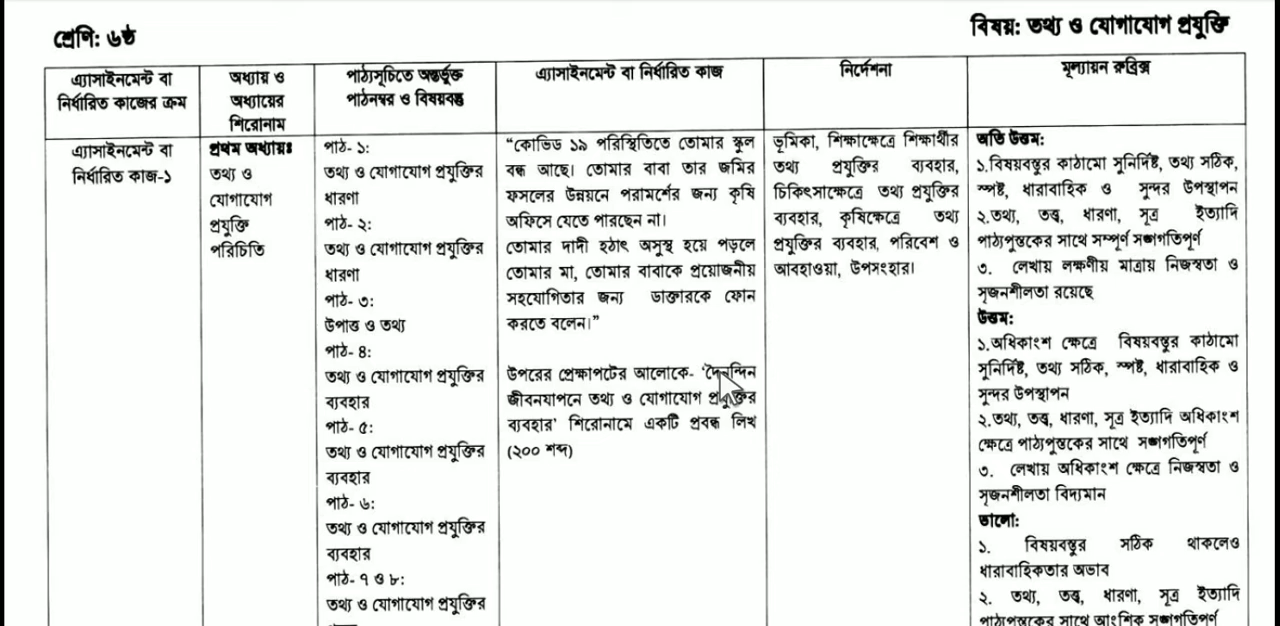 শ্রেণি: ৬ষ্ঠ
বিষয়: তথ্য ও যোগাযোগ প্রযুক্তি
এ্যাসাইনমেন্ট বা
নির্ধারিত কাজের ক্রম
অধ্যায় ও
অধ্যায়ের
শিরোনাম
পাঠ্যসূচিতে অন্তর্ভুক্ত
পাঠনম্বর ও বিষয়বস্তু
এ্যাসাইনমেন্ট বা নির্ধারিত কাজ
নির্দেশনা
মূল্যায়ন রুব্রিক্স
এ্যাসাইনমেন্ট বা
নির্ধারিত কাজ-১
প্রথম অধ্যায়ঃ
তথ্য ও
যোগাযোগ
প্রযুক্তি
পরিচিতি
পাঠ- ১:
তথ্য ও যোগাযোগ প্রযুক্তির
ধারণা
পাঠ- ২:
তথ্য ও যোগাযোগ প্রযুক্তির
ধারণা
পাঠ- ৩:
উপাত্ত ও তথ্য
পাঠ- ৪:
তথ্য ও যোগাযোগ প্রযুক্তির
ব্যবহার
পাঠ- ৫:
তথ্য ও যোগাযোগ প্রযুক্তির
ব্যবহার
পাঠ- ৬:
তথ্য ও যোগাযোগ প্রযুক্তির
ব্যবহার
পাঠ- ৭ ও ৮:
তথ্য ও যোগাযোগ প্রযুক্তির
“কোভিড ১৯ পরিস্থিতিতে তোমার স্কুল
বন্ধ আছে। তোমার বাবা তার জমির
ফসলের উন্নয়নে পরামর্শের জন্য কৃষি
অফিসে যেতে পারছেন না।
তোমার দাদী হঠাৎ অসুস্থ হয়ে পড়লে
তোমার মা, তোমার বাবাকে প্রয়োজনীয়
সহযোগিতার জন্য ডাক্তারকে ফোন
করতে বলেন।”
উপরের প্রেক্ষাপটের আলোকে- ‘দৈনন্দিন
জীবনযাপনে তথ্য ও যোগাযোগ প্রযুক্তির
ব্যবহার’ শিরোনামে একটি প্রবন্ধ লিখ
(২০০ শব্দ)
ভূমিকা, শিক্ষাক্ষেত্রে শিক্ষার্থীর
তথ্য প্রযুক্তির ব্যবহার,
চিকিৎসাক্ষেত্রে তথ্য প্রযুক্তির
ব্যবহার, কৃষিক্ষেত্রে তথ্য
প্রযুক্তির ব্যবহার, পরিবেশ ও
আবহাওয়া, উপসংহার।
অতি উত্তম:
১.বিষয়বস্তুর কাঠামো সুনির্দিষ্ট, তথ্য সঠিক,
স্পষ্ট, ধারাবাহিক ও সুন্দর উপস্থাপন
২.তথ্য, তত্ত্ব, ধারণা, সূত্র ইত্যাদি
পাঠ্যপুস্তকের সাথে সম্পূর্ণ সঙ্গতিপূর্ণ
৩. লেখায় লক্ষণীয় মাত্রায় নিজস্বতা ও
সৃজনশীলতা রয়েছে
উত্তম:
১.অধিকাংশ ক্ষেত্রে বিষয়বস্তুর কাঠামো
সুনির্দিষ্ট, তথ্য সঠিক, স্পষ্ট, ধারাবাহিক ও
সুন্দর উপস্থাপন
২.তথ্য, তত্ত্ব, ধারণা, সূত্র ইত্যাদি অধিকাংশ
ক্ষেত্রে পাঠ্যপুস্তকের সাথে সঙ্গতিপূর্ণ
৩. লেখায় অধিকাংশ ক্ষেত্রে নিজস্বতা ও
সৃজনশীলতা বিদ্যমান
ভালো:
১. বিষয়বস্তুর সঠিক থাকলেও
ধারাবাহিকতার অভাব
২. তথ্য, তত্ত্ব, ধারণা, সূত্র ইত্যাদি
পাঠ্যপুস্তকের সাথে আংশিক সঙ্গতিপূর্ণ